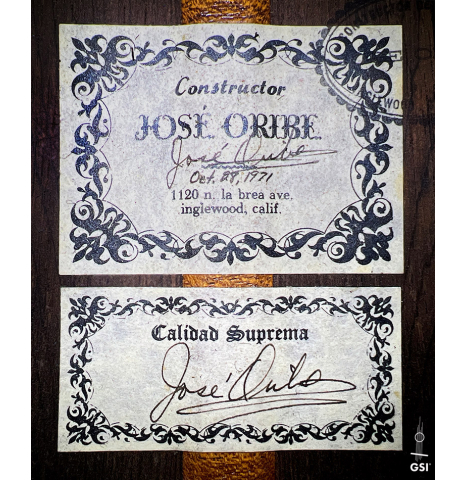 Constructor
JOSÉ ORIBE
José Oribe
Oct. 28, 1971
1120 n. la brea ave.
inglewood, calif.
Calidad Suprema
José Oribe
GSI